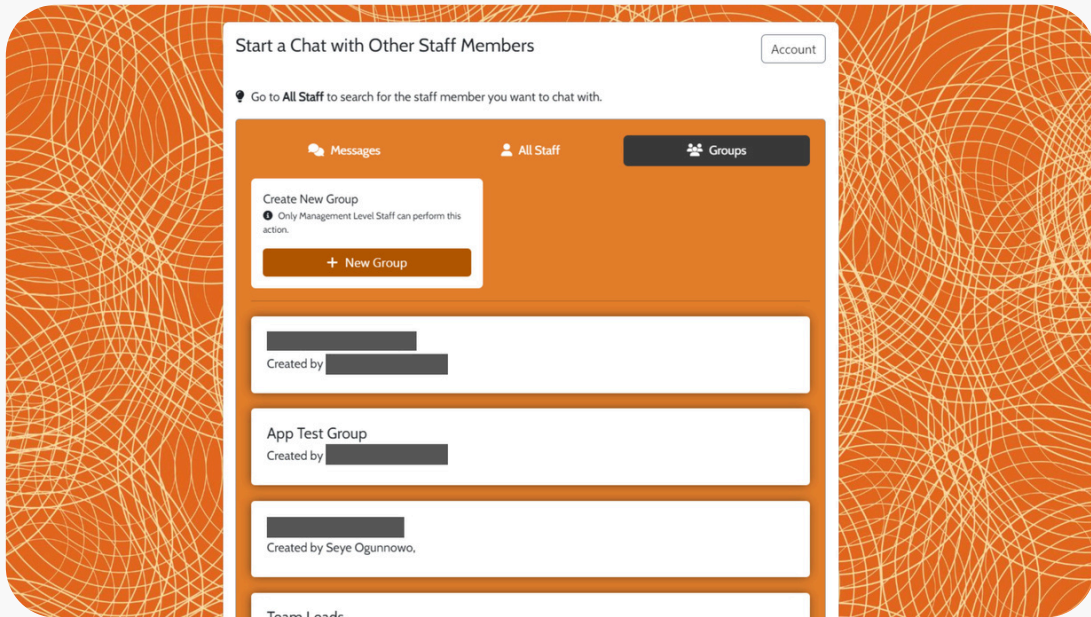 Start a Chat with Other Staff Members
Account
Go to All Staff to search for the staff member you want to chat with.
Messages
All Staff
Groups
Create New Group
Only Management Level Staff can perform this
action.
+ New Group
Created by
App Test Group
Created by
Created by Seye Ogunnowo,
Team Leads